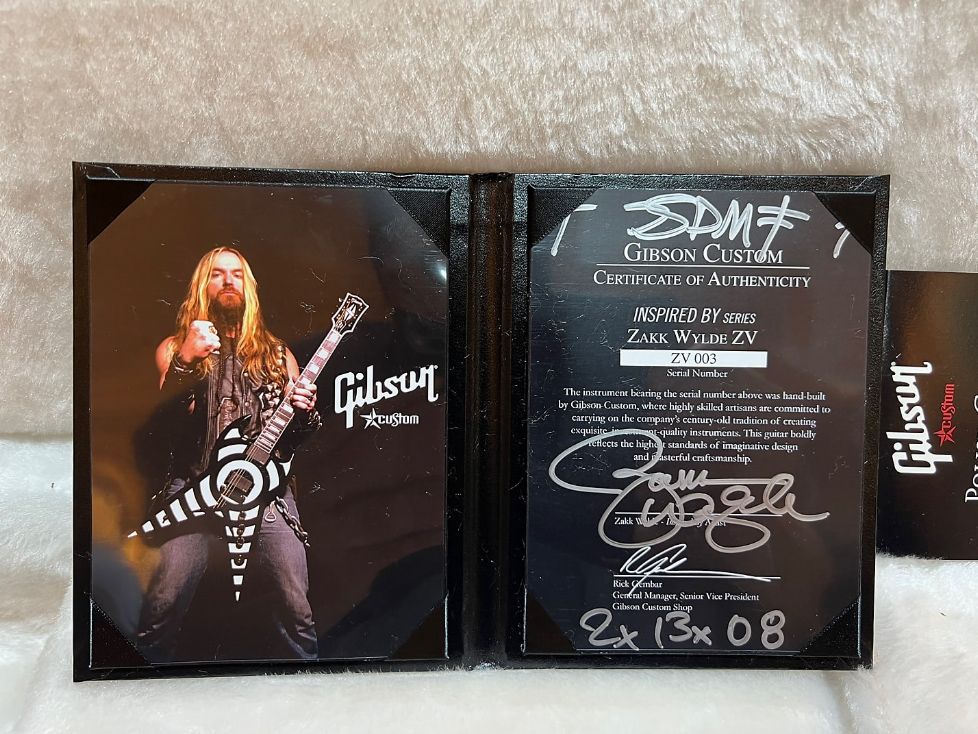 Gibson
CUSTOM
SDMF
GIBSON CUSTOM
CERTIFICATE OF AUTHENTICITY
INSPIRED BY SERIES
ZAKK WYLDE ZV
ZV 003
Serial Number
The instrument bearing the serial number above was hand-built
by Gibson Custom, where highly skilled artisans are committed to
carrying on the company's century-old tradition of creating
exquisite, instrument-quality instruments. This guitar boldly
reflects the highest standards of imaginative design
and masterful craftsmanship.
Zakk Wylde - Artist
Rick Gembar
General Manager, Senior Vice President
Gibson Custom Shop
2x13x08
Gibson
CUSTOM